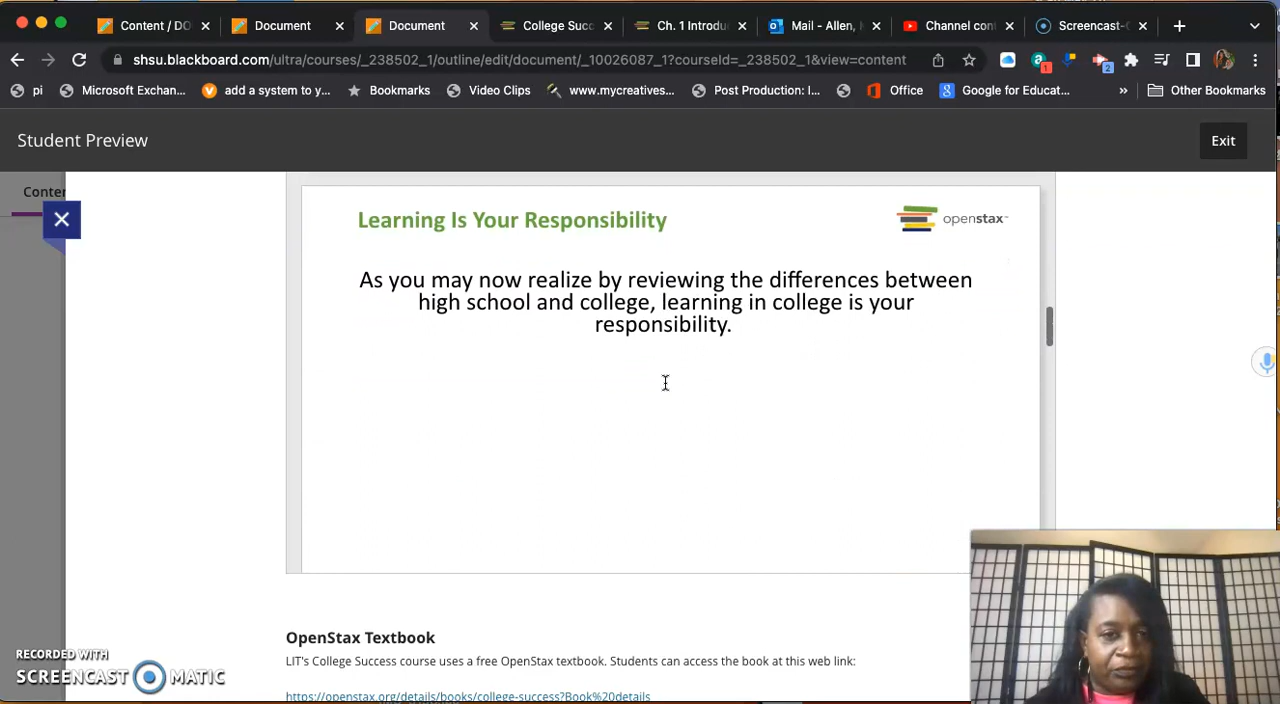 Content / DO
Document
Document
College Succ
Ch. 1 Introdu
Mail - Allen,
Channel con
Screencast-O
shsu.blackboard.com/ultra/courses/_238502_1/outline/edit/document/_10026087_1?courseId=_238502_1&view=content
1
2
pi
Microsoft Exchan...
add a system to y...
Bookmarks
Video Clips
www.mycreatives...
Post Production: I...
Office
Google for Educat...
»
Other Bookmarks
Student Preview
Exit
Conten
Learning Is Your Responsibility
openstax™
As you may now realize by reviewing the differences between
high school and college, learning in college is your
responsibility.
OpenStax Textbook
LIT's College Success course uses a free OpenStax textbook. Students can access the book at this web link:
https://openstax.org/details/books/college-success?Book%20details
RECORDED WITH
SCREENCAST MATIC